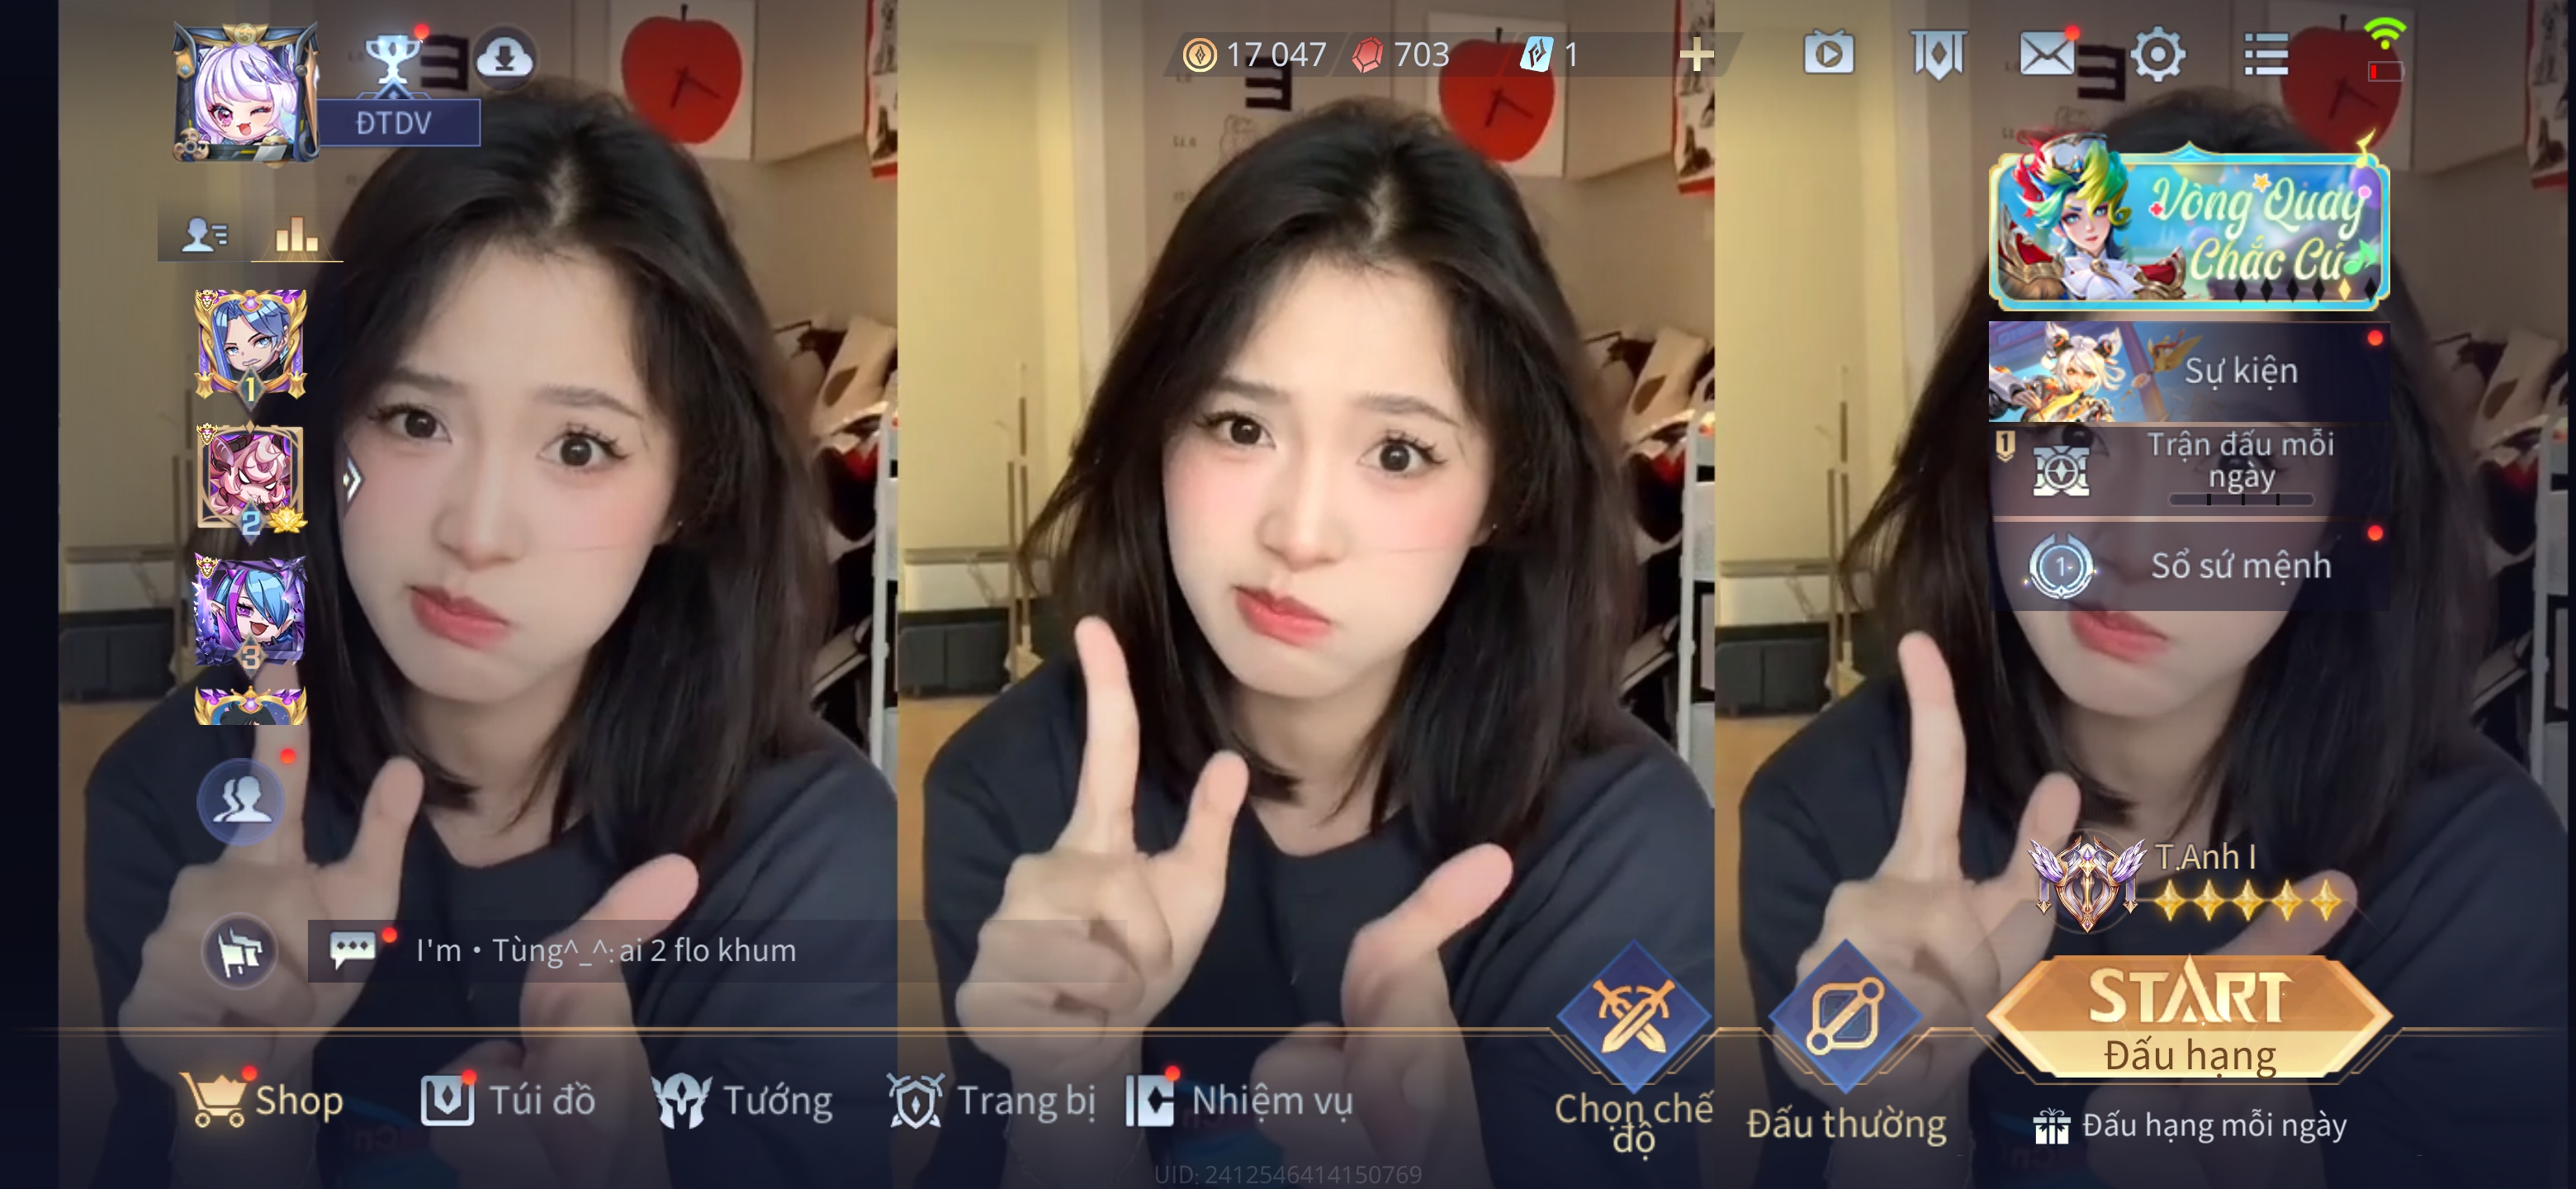 17 047
703
1
ĐTDV
Vòng Quay
Chắc Cú
Sự kiện
1
Trận đấu mỗi
ngày
1
Sổ sứ mệnh
1
2
3
T.Anh I
I'm • Tùng^_^: ai 2 flo khum
START
Đấu hạng
Shop
Túi đồ
Tướng
Trang bị
Nhiệm vụ
Chọn chế
độ
Đấu thường
Đấu hạng mỗi ngày
UID: 2412546414150769